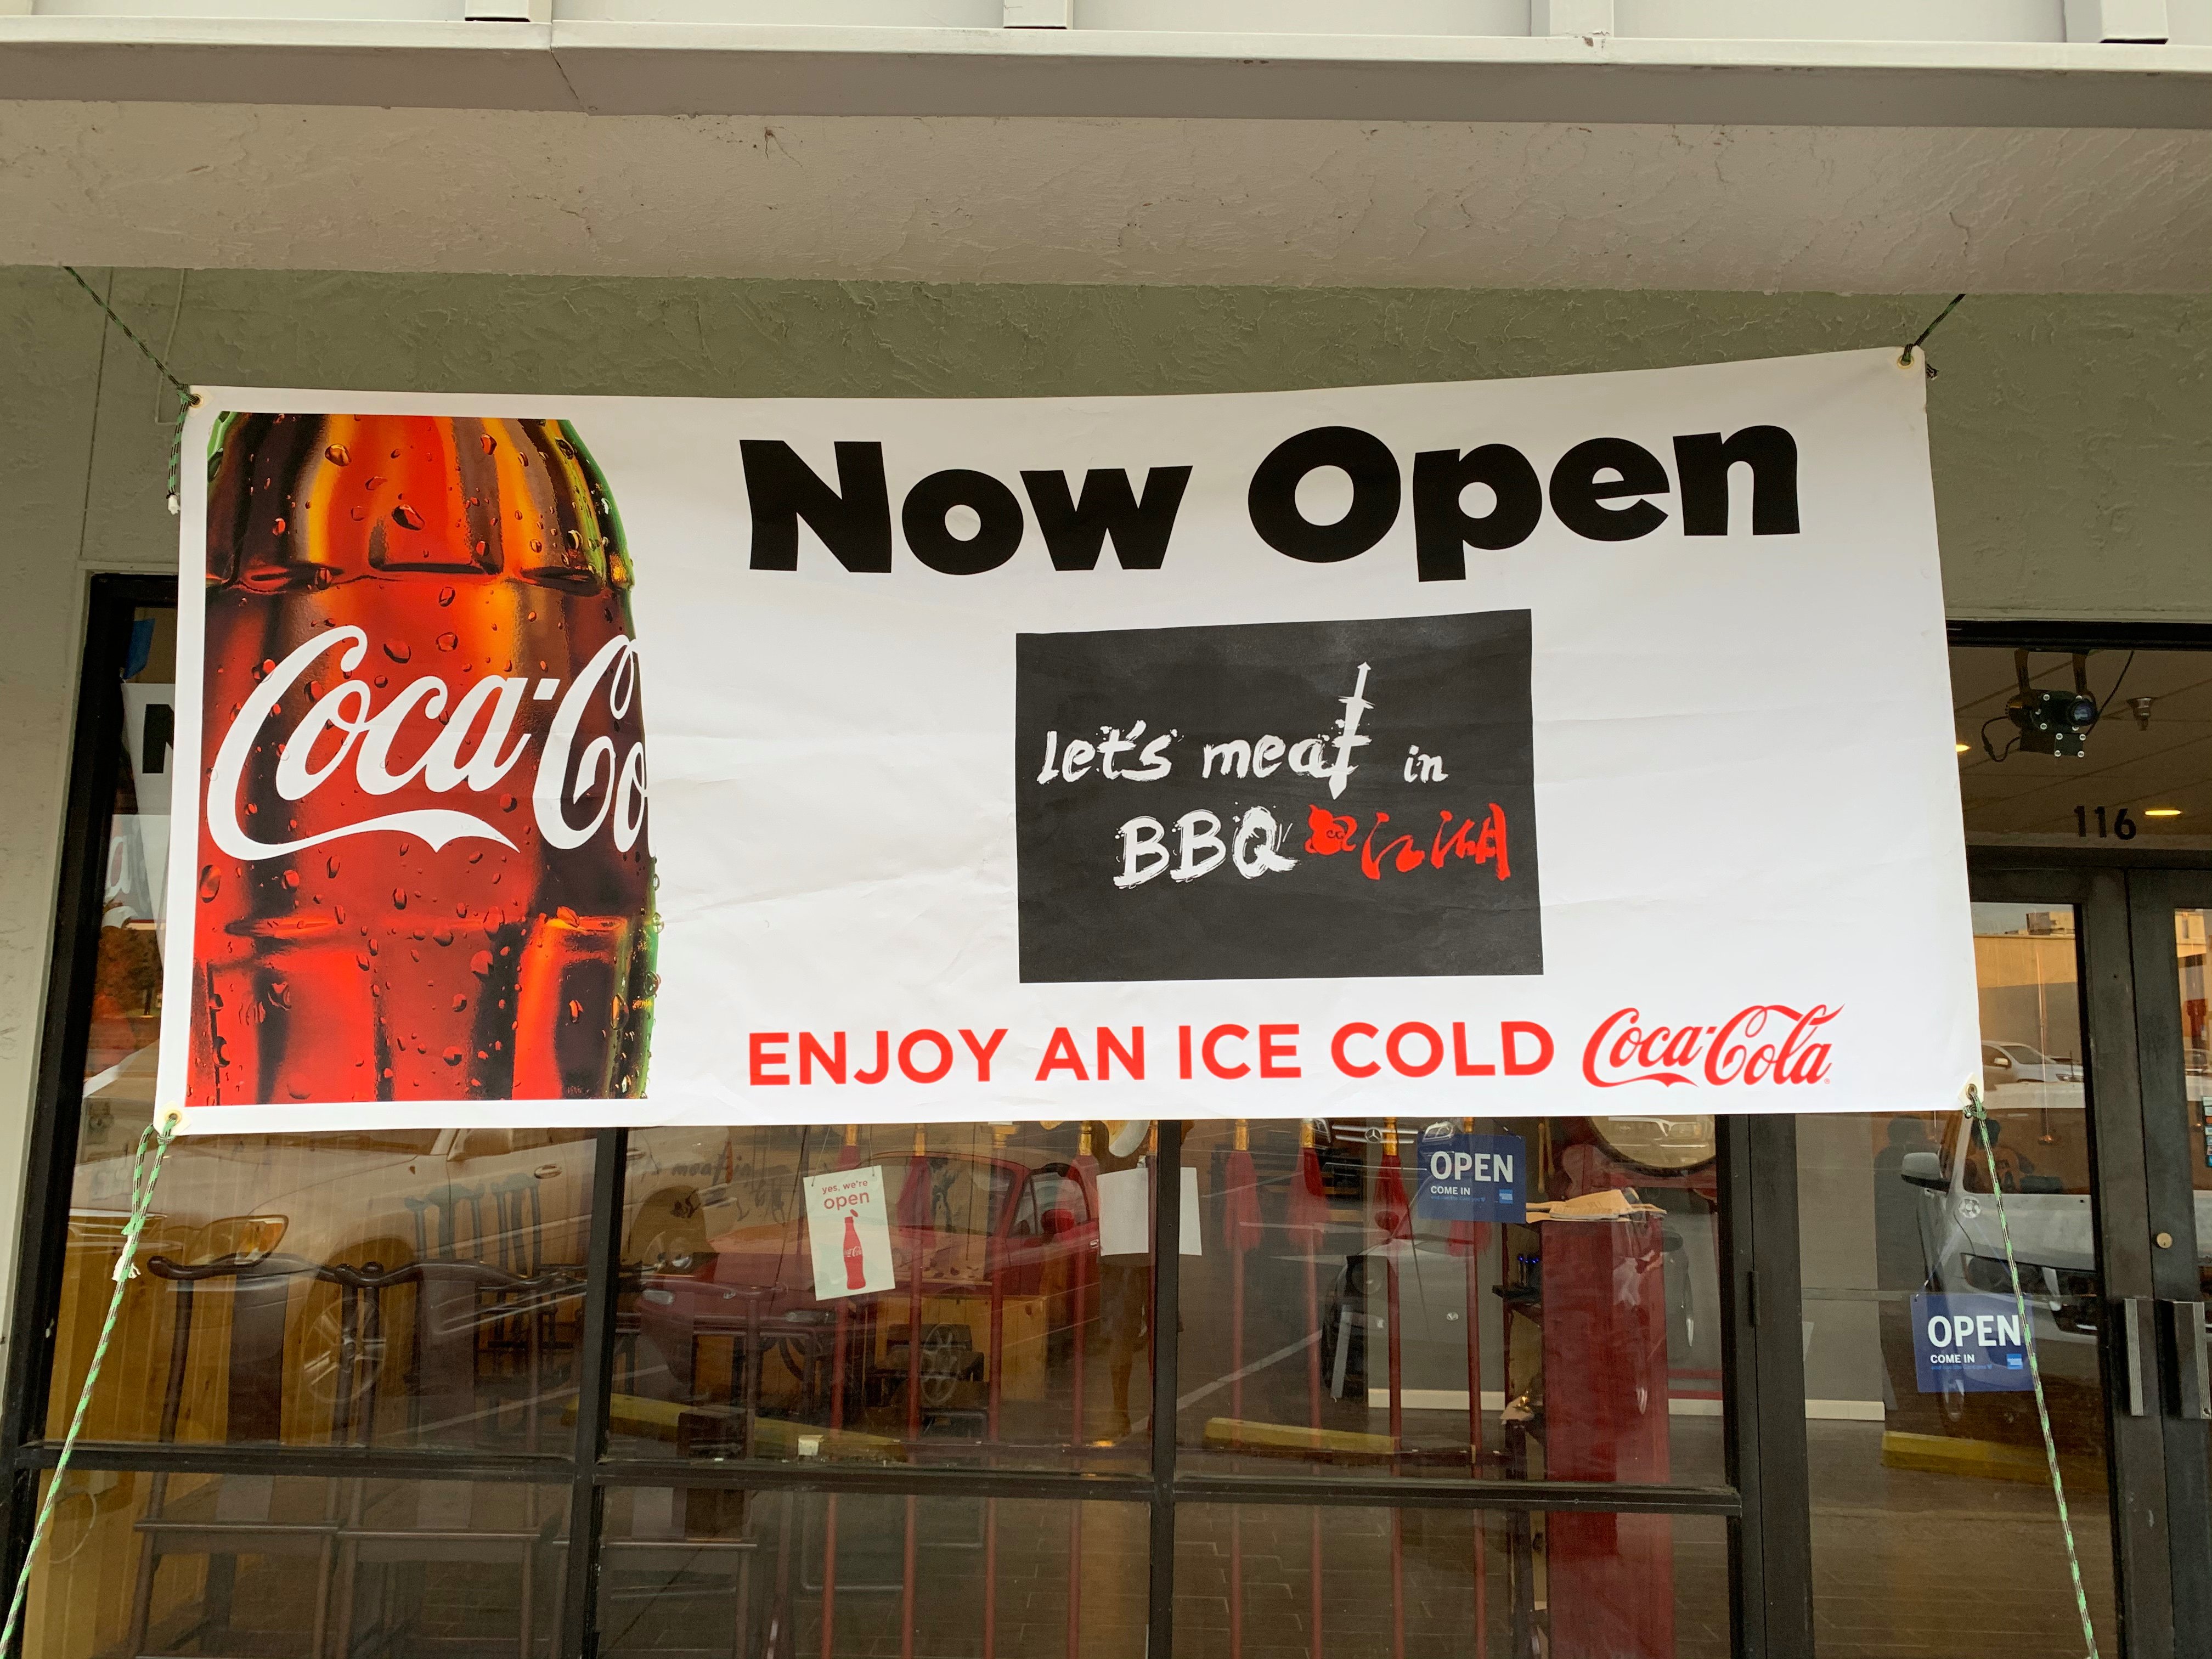 Now Open
Coca-Co
Let's meat in
BBQ 江湖
ENJOY AN ICE COLD Coca-Cola
116
yes, we're
open
OPEN
COME IN
OPEN
COME IN